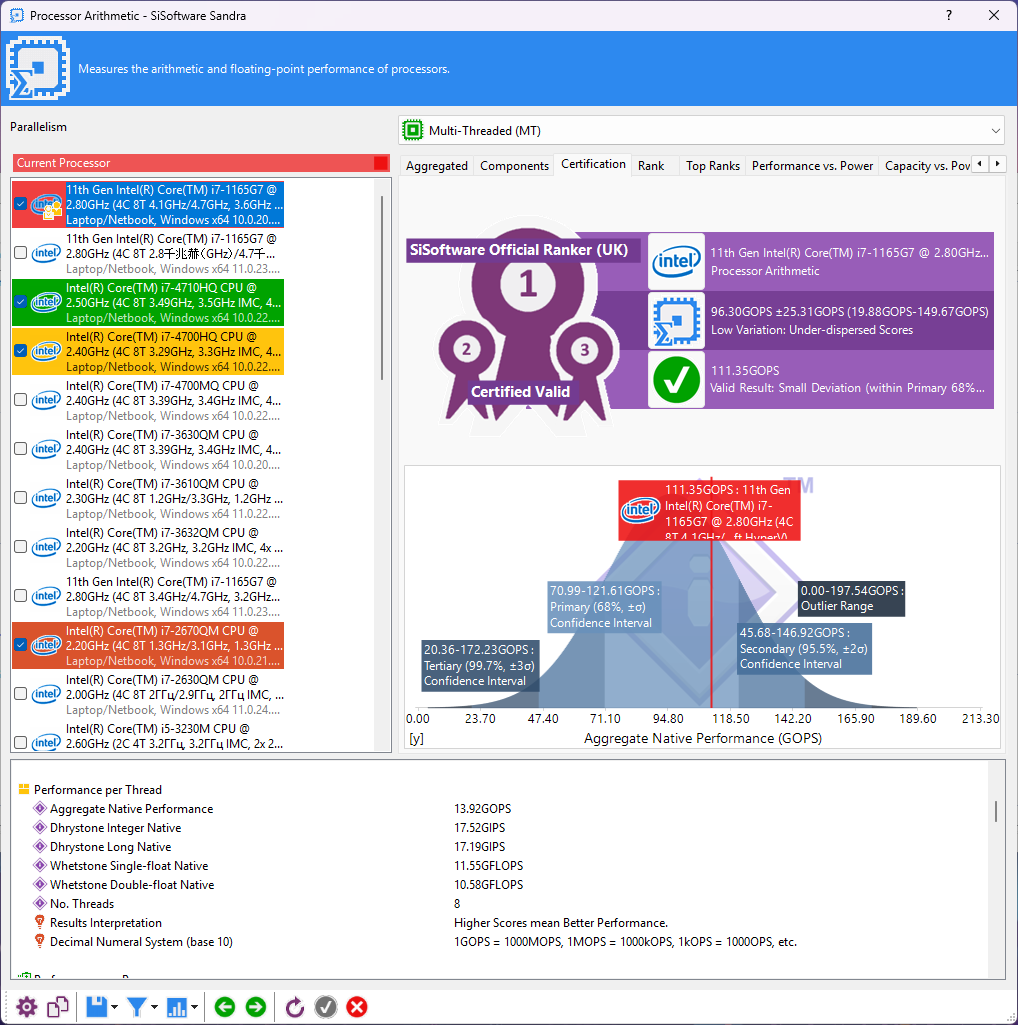 Processor Arithmetic - SiSoftware Sandra
?
Measures the arithmetic and floating-point performance of processors.
Parallelism
Multi-Threaded (MT)
Current Processor
Aggregated Components Certification Rank Top Ranks Performance vs. Power Capacity vs. Pov
11th Gen Intel(R) Core(TM) i7-1165G7 @
2.80GHz (4C 8T 4.1GHz/4.7GHz, 3.6GHz ...
Laptop/Netbook, Windows x64 10.0.20....
intel
11th Gen Intel(R) Core(TM) i7-1165G7 @
2.80GHz (4C 8T 2.8千兆赫(GHz)/4.7千...
Laptop/Netbook, Windows x64 11.0.23....
intel
Intel(R) Core(TM) i7-4710HQ CPU @
2.50GHz (4C 8T 3.49GHz, 3.5GHz IMC, 4...
Laptop/Netbook, Windows x64 10.0.22....
intel
Intel(R) Core(TM) i7-4700HQ CPU @
2.40GHz (4C 8T 3.29GHz, 3.3GHz IMC, 4...
Laptop/Netbook, Windows x64 10.0.22....
intel
Intel(R) Core(TM) i7-4700MQ CPU @
2.40GHz (4C 8T 3.39GHz, 3.4GHz IMC, 4...
Laptop/Netbook, Windows x64 10.0.22....
intel
Intel(R) Core(TM) i7-3630QM CPU @
2.40GHz (4C 8T 3.39GHz, 3.4GHz IMC, 4...
Laptop/Netbook, Windows x64 10.0.20....
intel
Intel(R) Core(TM) i7-3610QM CPU @
2.30GHz (4C 8T 1.2GHz/3.3GHz, 1.2GHz ...
Laptop/Netbook, Windows x64 11.0.22....
intel
Intel(R) Core(TM) i7-3632QM CPU @
2.20GHz (4C 8T 3.2GHz, 3.2GHz IMC, 4x ...
Laptop/Netbook, Windows x64 10.0.22....
intel
11th Gen Intel(R) Core(TM) i7-1165G7 @
2.80GHz (4C 8T 3.4GHz/4.7GHz, 3.2GHz...
Laptop/Netbook, Windows x64 11.0.23....
intel
Intel(R) Core(TM) i7-2670QM CPU @
2.20GHz (4C 8T 1.3GHz/3.1GHz, 1.3GHz ...
Laptop/Netbook, Windows x64 10.0.21....
intel
Intel(R) Core(TM) i7-2630QM CPU @
2.00GHz (4C 8T 2ГГц/2.9ГГц, 2ГГц IMC, ...
Laptop/Netbook, Windows x64 11.0.24....
intel
Intel(R) Core(TM) i5-3230M CPU @
2.60GHz (2C 4T 3.2ГГц, 3.2ГГц IMC, 2x 2...
intel
SiSoftware Official Ranker (UK)
1
2
3
Certified Valid
intel
11th Gen Intel(R) Core(TM) i7-1165G7 @ 2.80GHz...
Processor Arithmetic
96.30GOPS ±25.31GOPS (19.88GOPS-149.67GOPS)
Low Variation: Under-dispersed Scores
111.35GOPS
Valid Result: Small Deviation (within Primary 68%...
TM
intel
111.35GOPS : 11th Gen
Intel(R) Core(TM) i7-
1165G7 @ 2.80GHz (4C
8T 4.1GHz/...ft HyperV)
70.99-121.61GOPS :
Primary (68%, ±σ)
Confidence Interval
0.00-197.54GOPS :
Outlier Range
45.68-146.92GOPS :
Secondary (95.5%, ±2σ)
Confidence Interval
20.36-172.23GOPS :
Tertiary (99.7%, ±3σ)
Confidence Interval
0.00 23.70 47.40 71.10 94.80 118.50 142.20 165.90 189.60 213.30
[y] Aggregate Native Performance (GOPS)
Performance per Thread
Aggregate Native Performance 13.92GOPS
Dhrystone Integer Native 17.52GIPS
Dhrystone Long Native 17.19GIPS
Whetstone Single-float Native 11.55GFLOPS
Whetstone Double-float Native 10.58GFLOPS
No. Threads 8
Results Interpretation Higher Scores mean Better Performance.
Decimal Numeral System (base 10) 1GOPS = 1000MOPS, 1MOPS = 1000kOPS, 1kOPS = 1000OPS, etc.